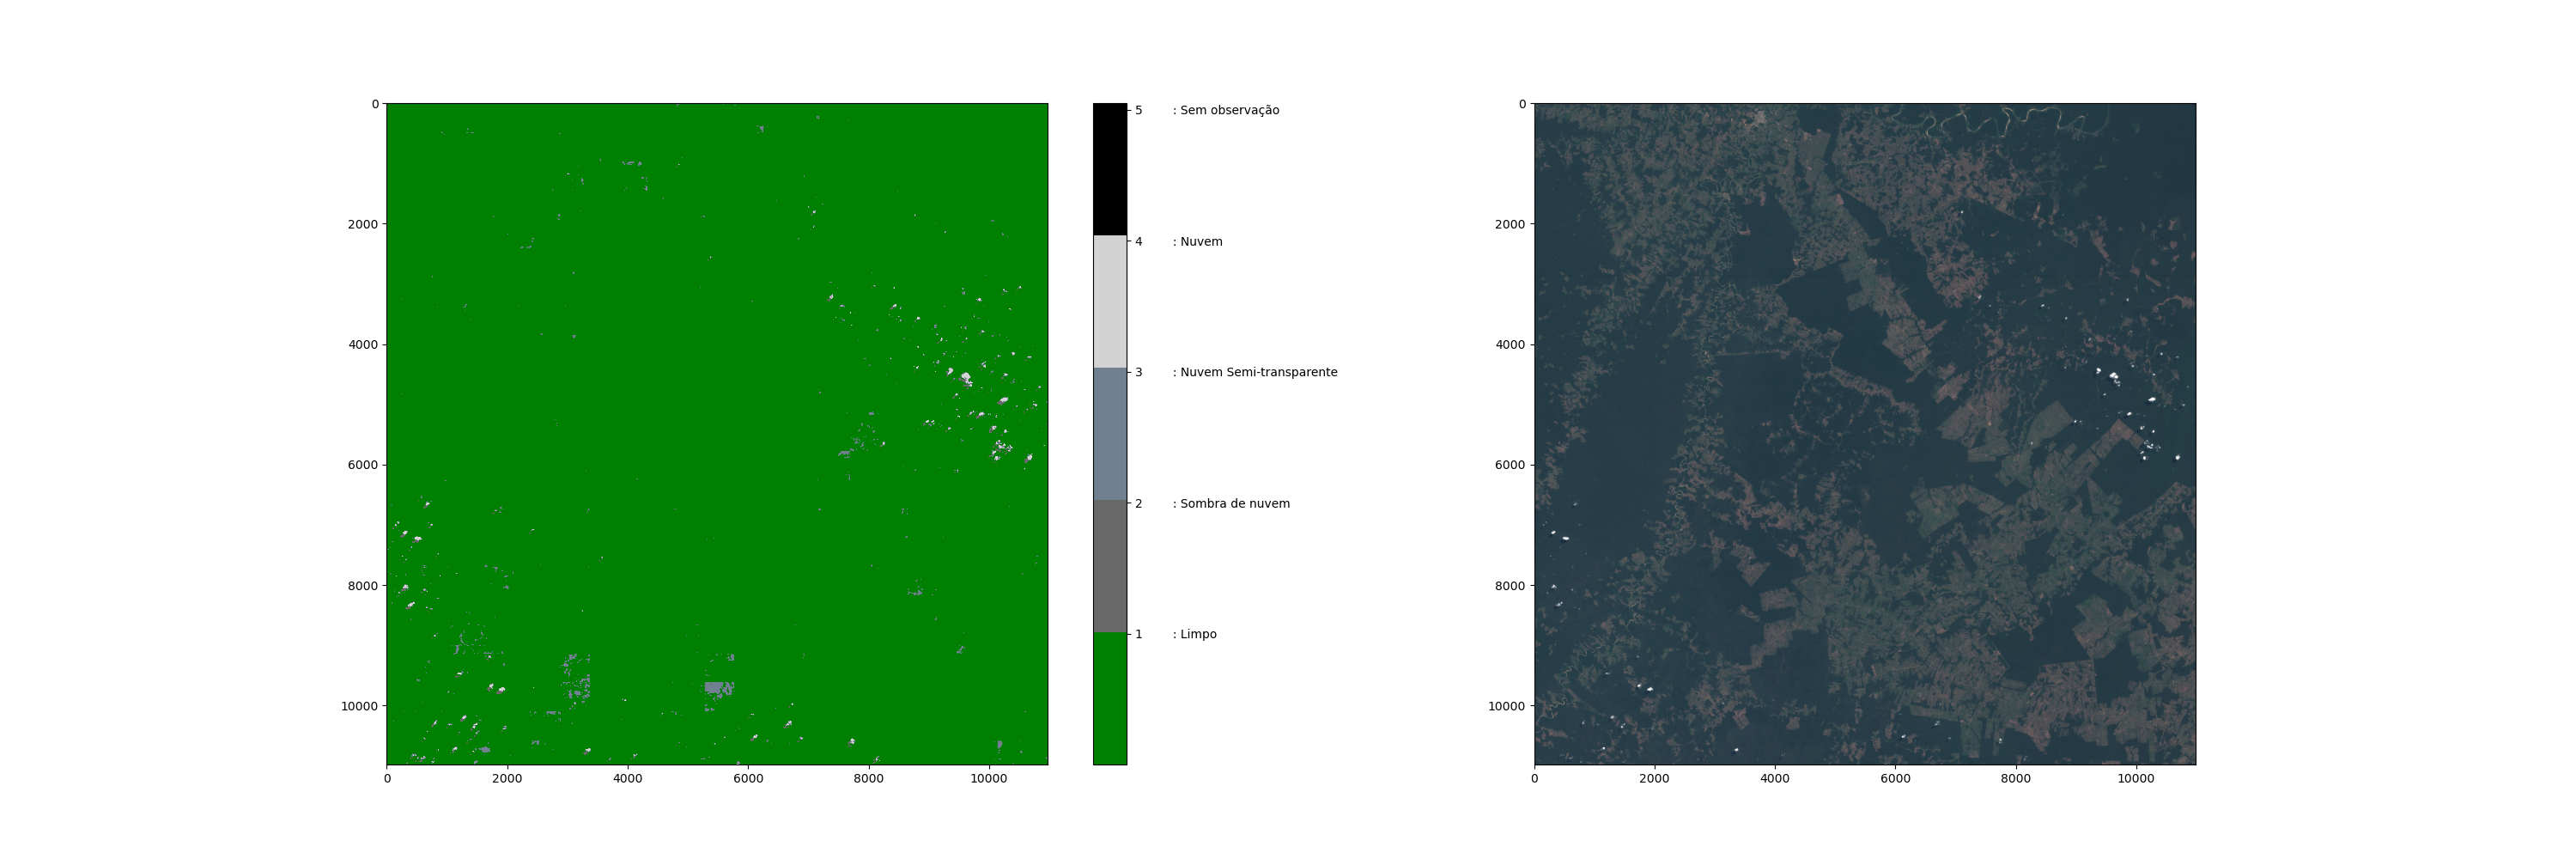 0
2000
4000
6000
8000
10000
0 2000 4000 6000 8000 10000
5 : Sem observação
4 : Nuvem
3 : Nuvem Semi-transparente
2 : Sombra de nuvem
1 : Limpo
0
2000
4000
6000
8000
10000
0 2000 4000 6000 8000 10000